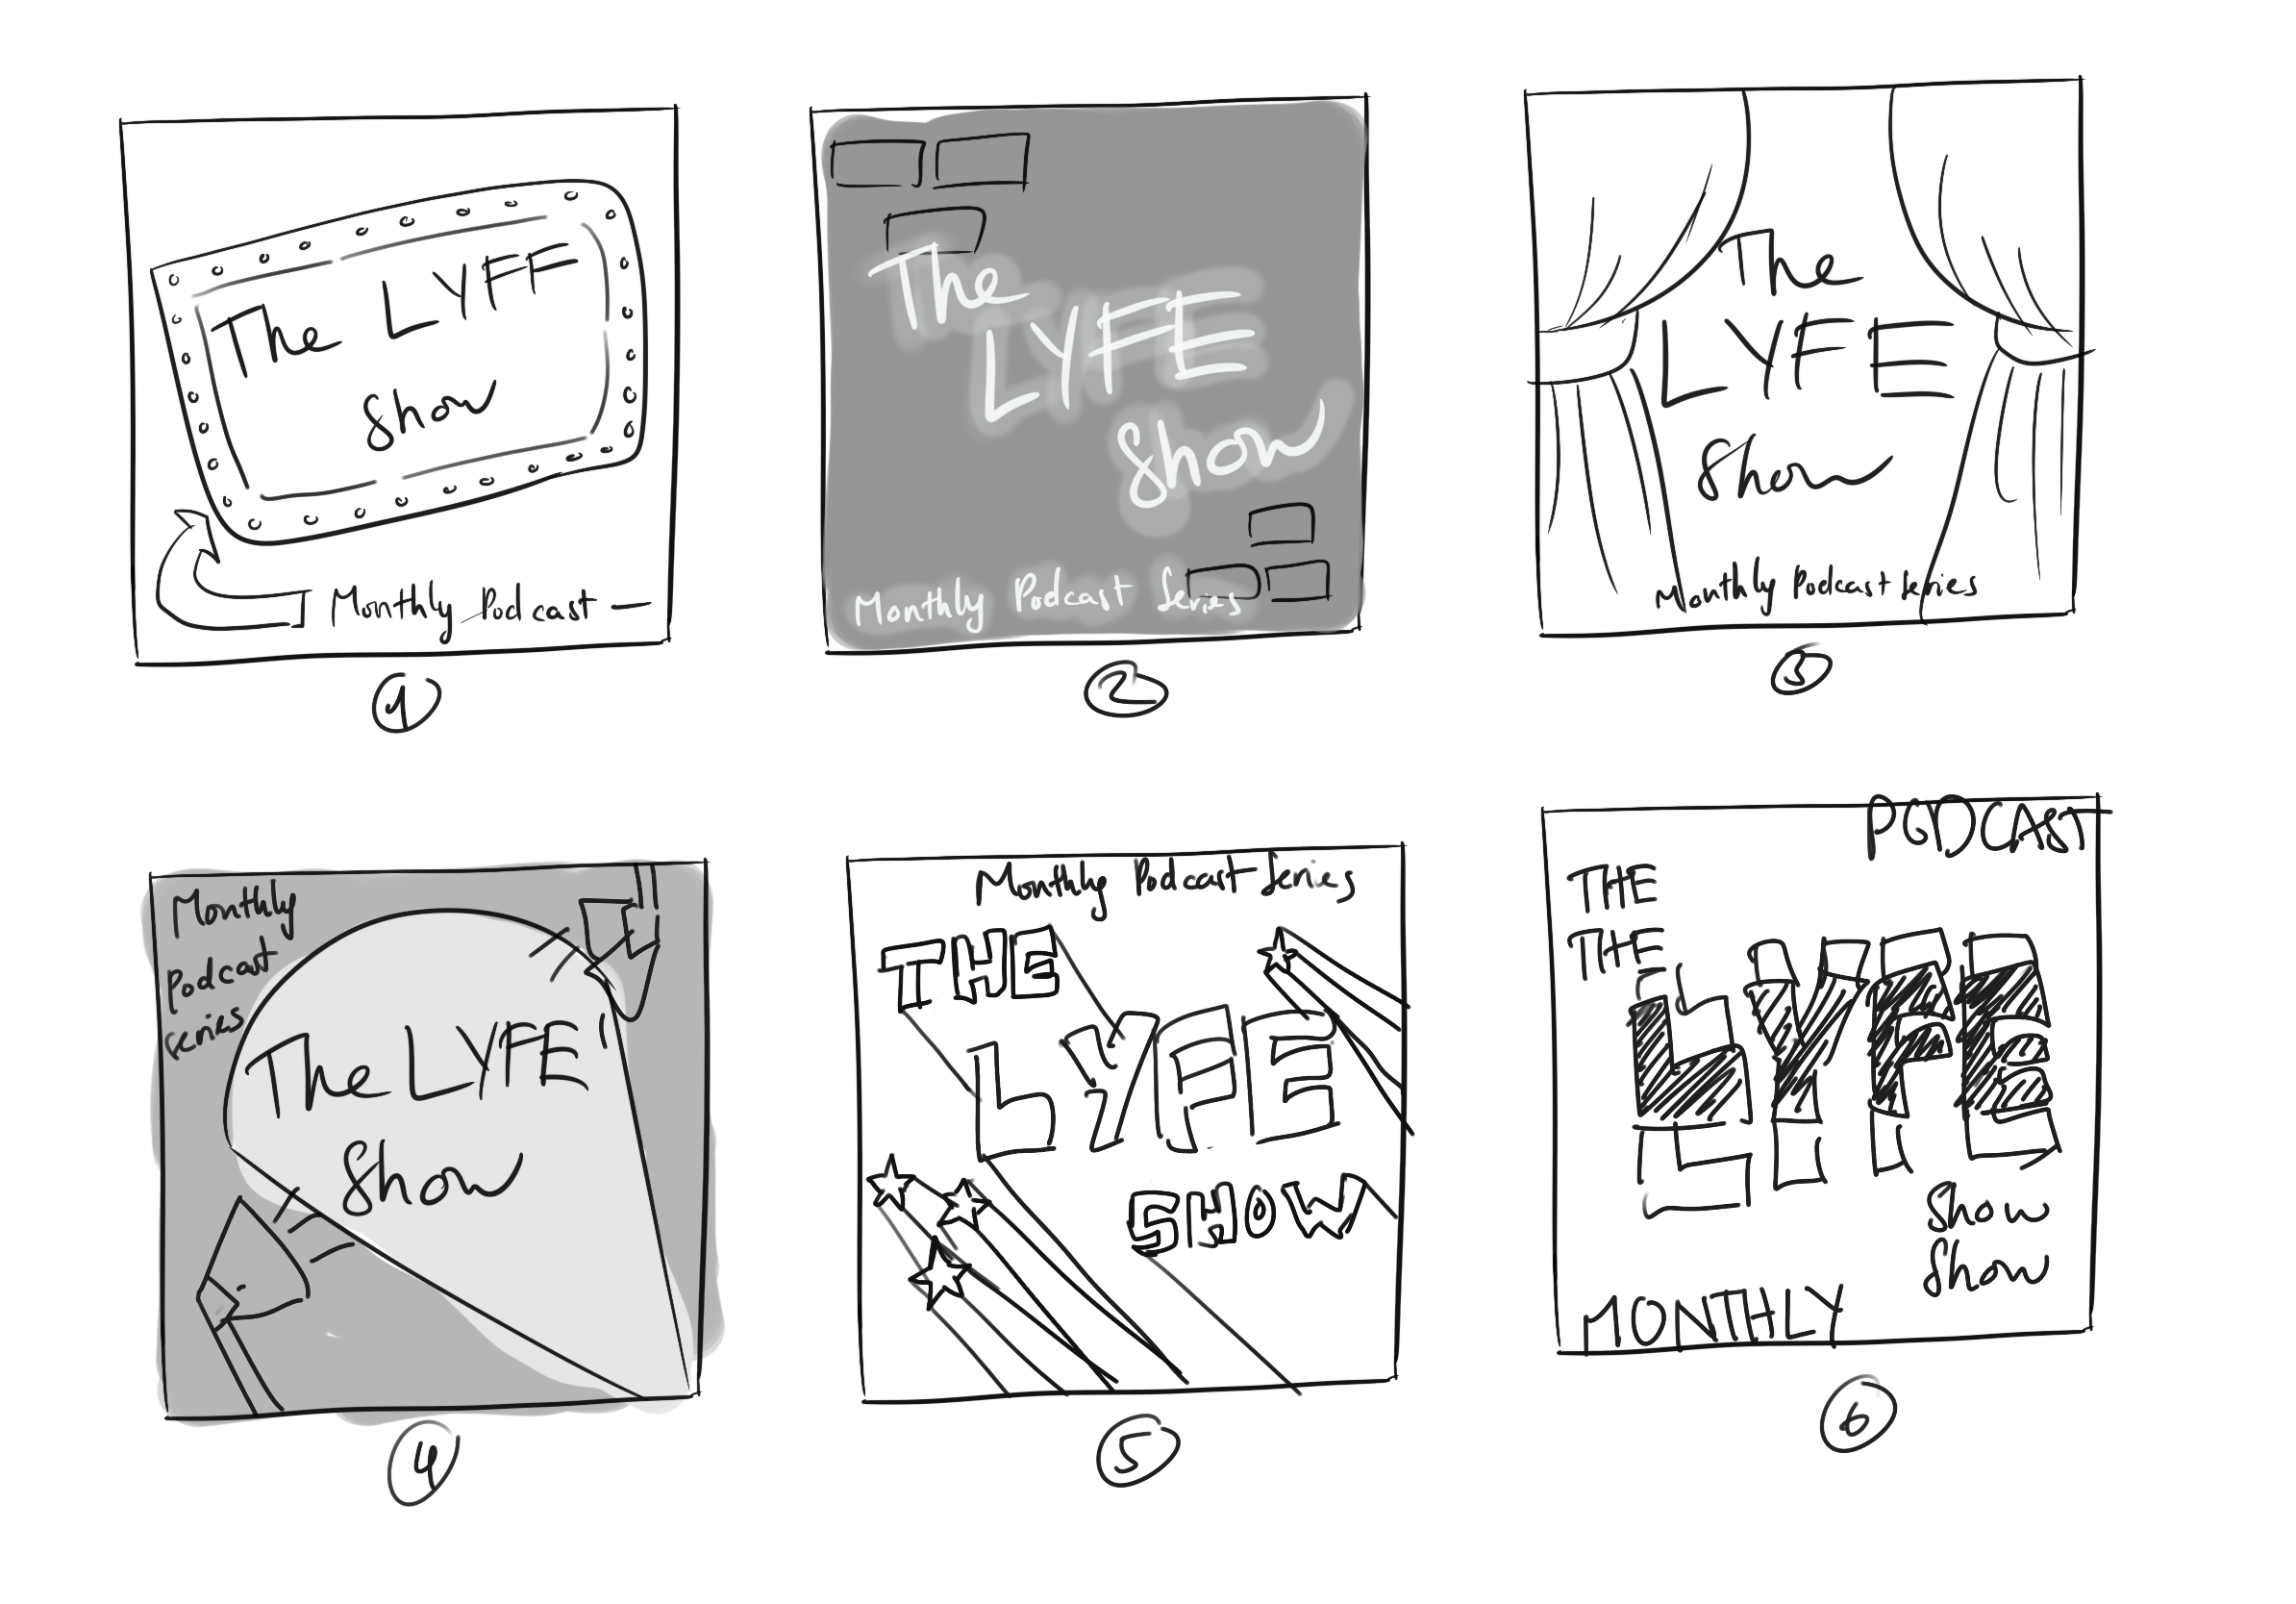 The LYFF
Show
Monthly Podcast —
1
The
LYFE
Show
Monthly Podcast Series
2
The
LYFE
Show
Monthly Podcast Series
3
Monthly
Podcast
Series
The LYFE
Show
4
Monthly Podcast Series
THE
LYFE
SHOW
5
PODCAST
THE
THE
LYFE
Show
Show
MONTHLY
6